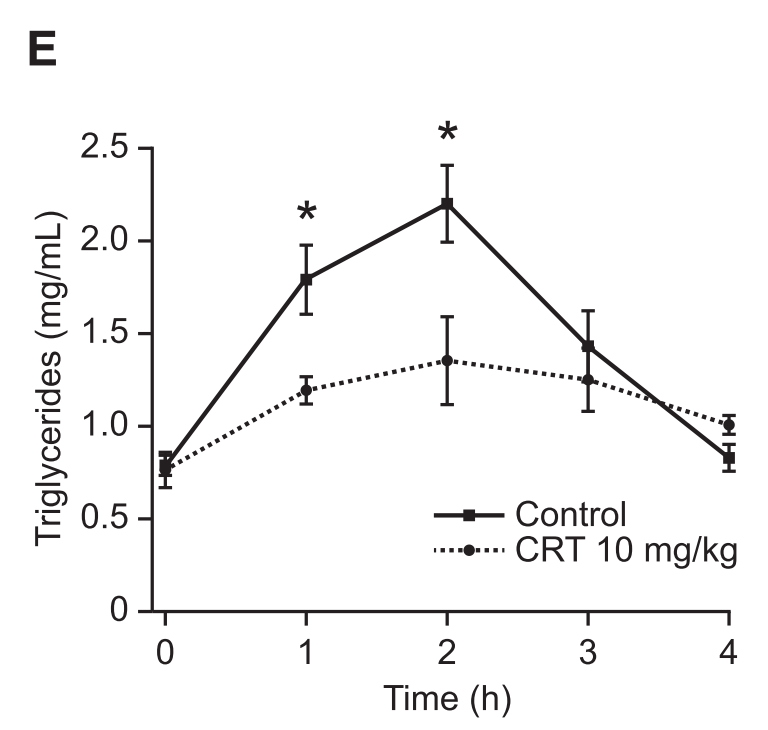 E
*
*
2.5
2.0
1.5
1.0
0.5
0
Triglycerides (mg/mL)
Control
CRT 10 mg/kg
0 1 2 3 4
Time (h)